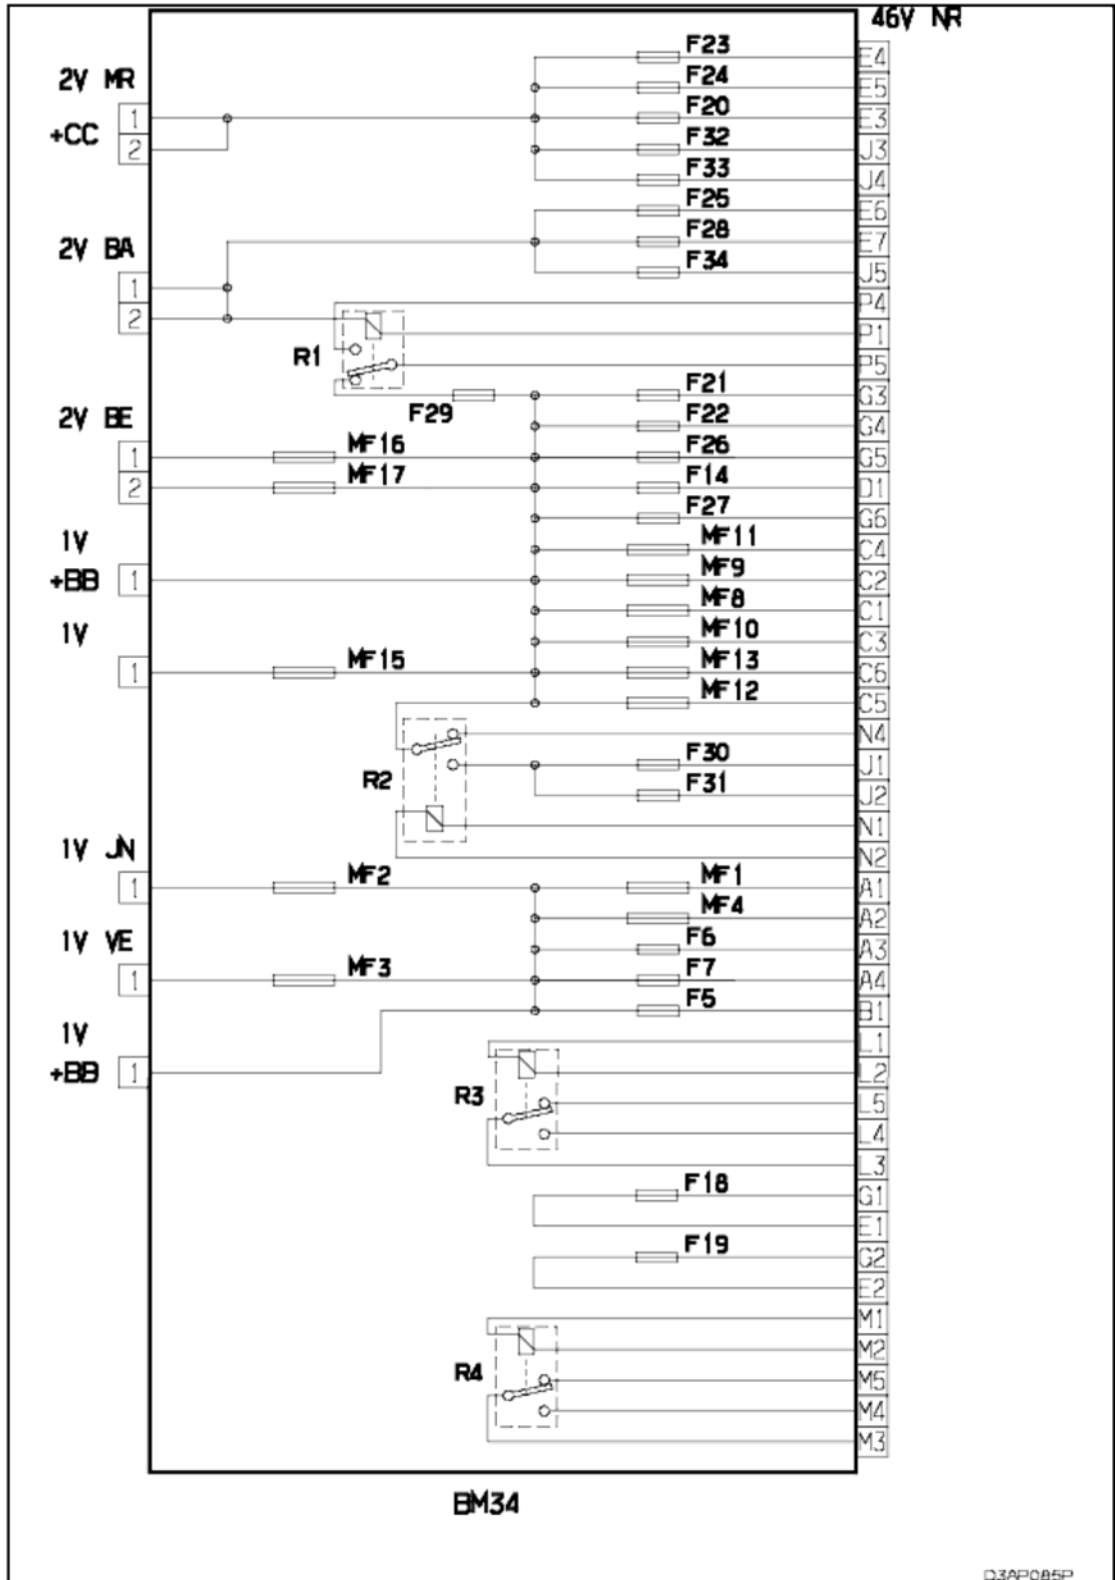 46V NR
F23
E4
2V MR
F24
E5
1
F20
E3
+CC
2
F32
J3
F33
J4
F25
E6
2V BA
F28
E7
1
F34
J5
2
P4
P1
R1
P5
F21
G3
2V BE
F29
F22
G4
1
MF16
F26
G5
2
MF17
F14
D1
F27
G6
1V
MF11
C4
+BB
1
MF9
C2
MF8
C1
1V
MF10
C3
1
MF15
MF13
C6
MF12
C5
N4
R2
F30
J1
F31
J2
N1
1V JN
N2
1
MF2
MF1
A1
MF4
A2
1V VE
F6
A3
1
MF3
F7
A4
F5
B1
1V
L1
+BB
1
L2
R3
L5
L4
L3
F18
G1
E1
F19
G2
E2
M1
M2
R4
M5
M4
M3
BM34
D3AP085P